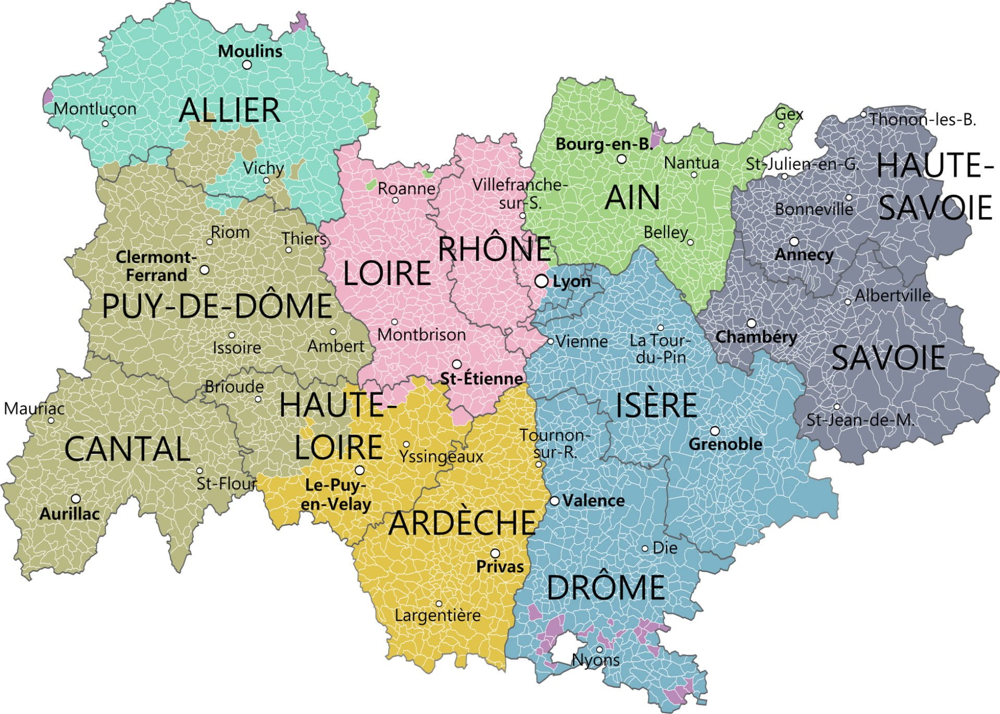 Moulins
ALLIER
Montluçon
Vichy
Gex
Thonon-les-B.
Bourg-en-B.
Nantua
St-Julien-en-G.
HAUTE-
SAVOIE
Roanne
Villefranche-
sur-S.
AIN
Bonneville
Belley
Annecy
Riom
Thiers
Clermont-
Ferrand
LOIRE
RHÔNE
Lyon
Albertville
PUY-DE-DÔME
Montbrison
Issoire
Ambert
Vienne
La Tour-
du-Pin
Chambéry
SAVOIE
St-Étienne
Brioude
HAUTE-
LOIRE
Mauriac
ISÈRE
St-Jean-de-M.
CANTAL
Yssingeaux
Tournon-
sur-R.
Grenoble
St-Flour
Le-Puy-
en-Velay
Aurillac
Valence
ARDÈCHE
Privas
Die
DRÔME
Largentière
Nyons